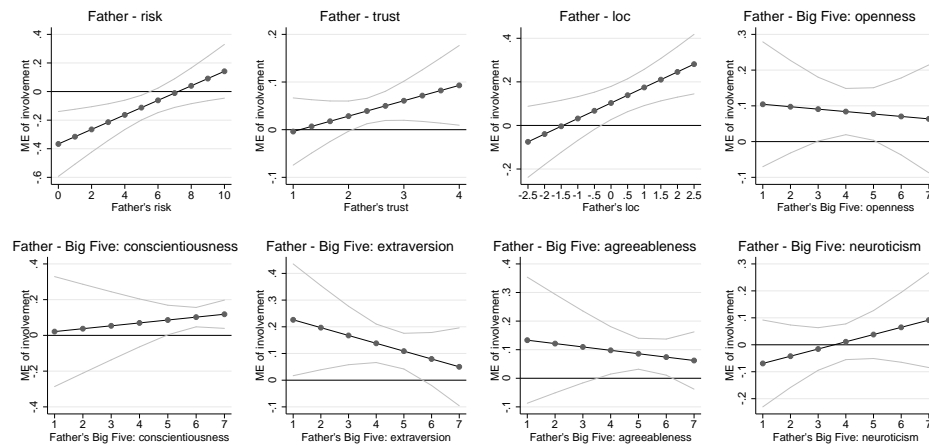 Father - risk
ME of involvement
.4
.2
0
-.2
-.4
-.6
0 2 4 6 8 10
Father's risk
Father - trust
ME of involvement
.2
.1
0
-.1
1 2 3 4
Father's trust
Father - loc
ME of involvement
.4
.2
0
-.2
-2.5 -2 -1.5 -1 -.5 0 .5 1 1.5 2 2.5
Father's loc
Father - Big Five: openness
ME of involvement
.3
.2
.1
0
-.1
1 2 3 4 5 6 7
Father's Big Five: openness
Father - Big Five: conscientiousness
ME of involvement
.4
.2
0
-.2
-.4
1 2 3 4 5 6 7
Father's Big Five: conscientiousness
Father - Big Five: extraversion
ME of involvement
.4
.3
.2
.1
0
-.1
1 2 3 4 5 6 7
Father's Big Five: extraversion
Father - Big Five: agreeableness
ME of involvement
.4
.3
.2
.1
0
-.1
1 2 3 4 5 6 7
Father's Big Five: agreeableness
Father - Big Five: neuroticism
ME of involvement
.3
.2
.1
0
-.1
-.2
1 2 3 4 5 6 7
Father's Big Five: neuroticism